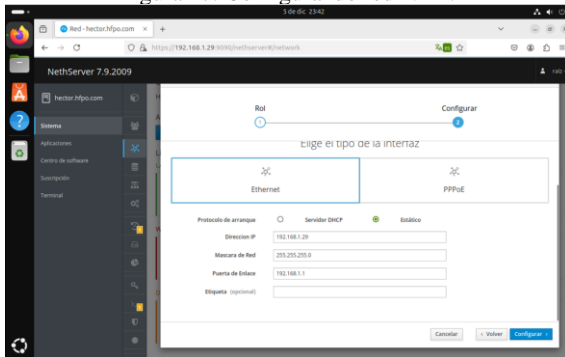 3 de dic 23:42
Red - hector.hfpo.com
https://192.168.1.29:9090/nethserver#/network
NethServer 7.9.2009
hector.hfpo.com
Sistema
Aplicaciones
Centro de software
Suscripción
Terminal
Rol
Configurar
1
2
Elige el tipo de la interfaz
Ethernet
PPPoE
Protocolo de arranque
Servidor DHCP
Estático
Direccion IP
192.168.1.29
Mascara de Red
255.255.255.0
Puerta de Enlace
192.168.1.1
Etiqueta (opcional)
Cancelar
‹ Volver
Configurar ›